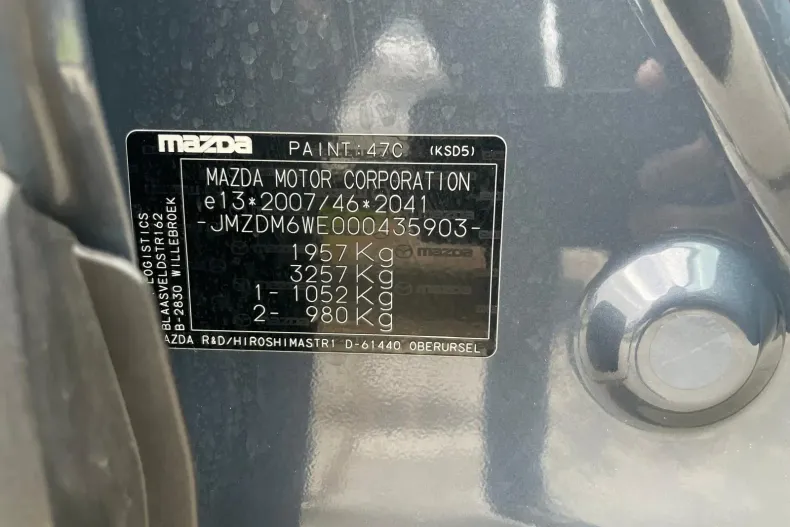 mazda PAINT:47C (KSD5)
MAZDA MOTOR CORPORATION
e13*2007/46*2041
-JMZDM6WE000435903-
1957Kg
3257Kg
1- 1052Kg
2- 980Kg
LOGISTICS
BLAASVELDSTR162
B-2830 WILLEBROEK
AZDA R&D/HIROSHIMASTR1 D-61440 OBERURSEL